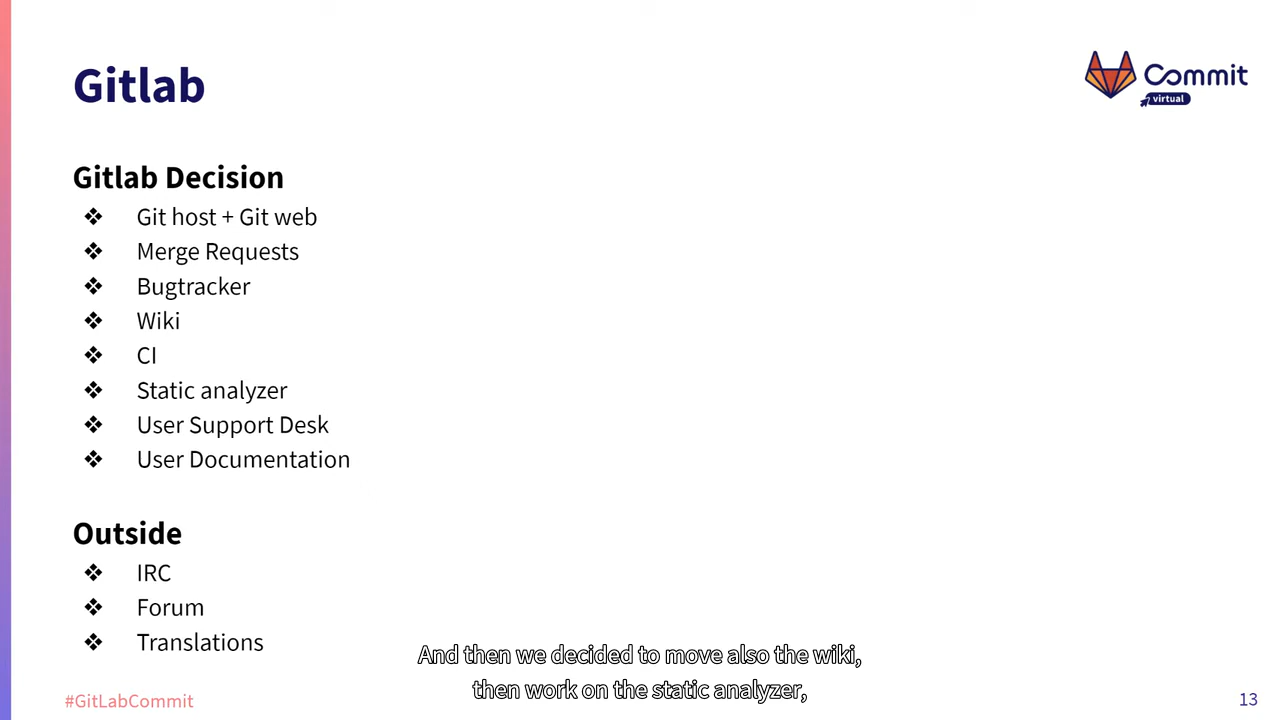 Gitlab
Commit
virtual
Gitlab Decision
❖ Git host + Git web
❖ Merge Requests
❖ Bugtracker
❖ Wiki
❖ CI
❖ Static analyzer
❖ User Support Desk
❖ User Documentation
Outside
❖ IRC
❖ Forum
❖ Translations
And then we decided to move also the wiki,
then work on the static analyzer,
#GitLabCommit
13